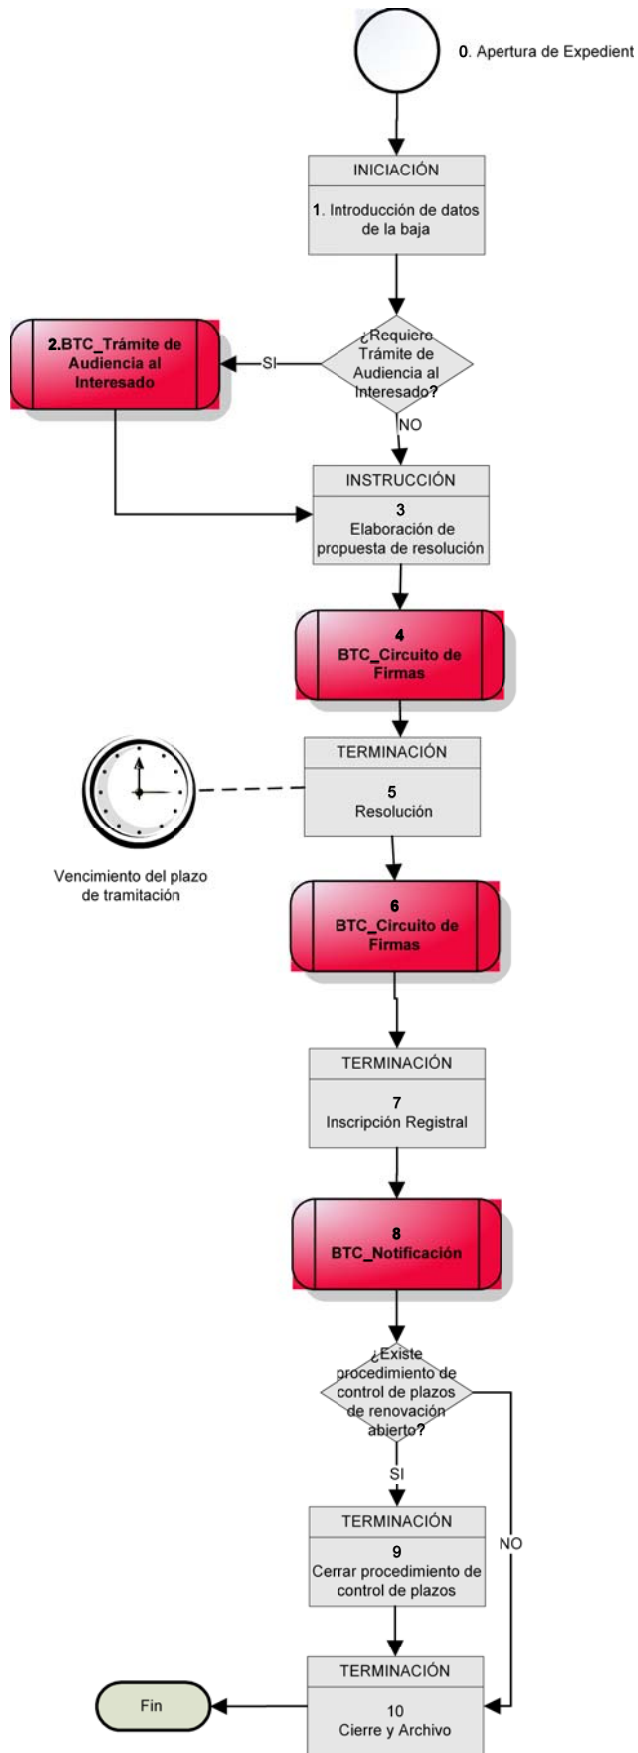 0. Apertura de Expedient
INICIACIÓN
1. Introducción de datos
de la baja
¿Requiere
Trámite de
Audiencia al
Interesado?
SI
2.BTC_Trámite de
Audiencia al
Interesado
NO
INSTRUCCIÓN
3
Elaboración de
propuesta de resolución
4
BTC_Circuito de
Firmas
TERMINACIÓN
5
Resolución
Vencimiento del plazo
de tramitación
6
BTC_Circuito de
Firmas
TERMINACIÓN
7
Inscripción Registral
8
BTC_Notificación
¿Existe
procedimiento de
control de plazos
de renovación
abierto?
SI
NO
TERMINACIÓN
9
Cerrar procedimiento de
control de plazos
TERMINACIÓN
10
Cierre y Archivo
Fin